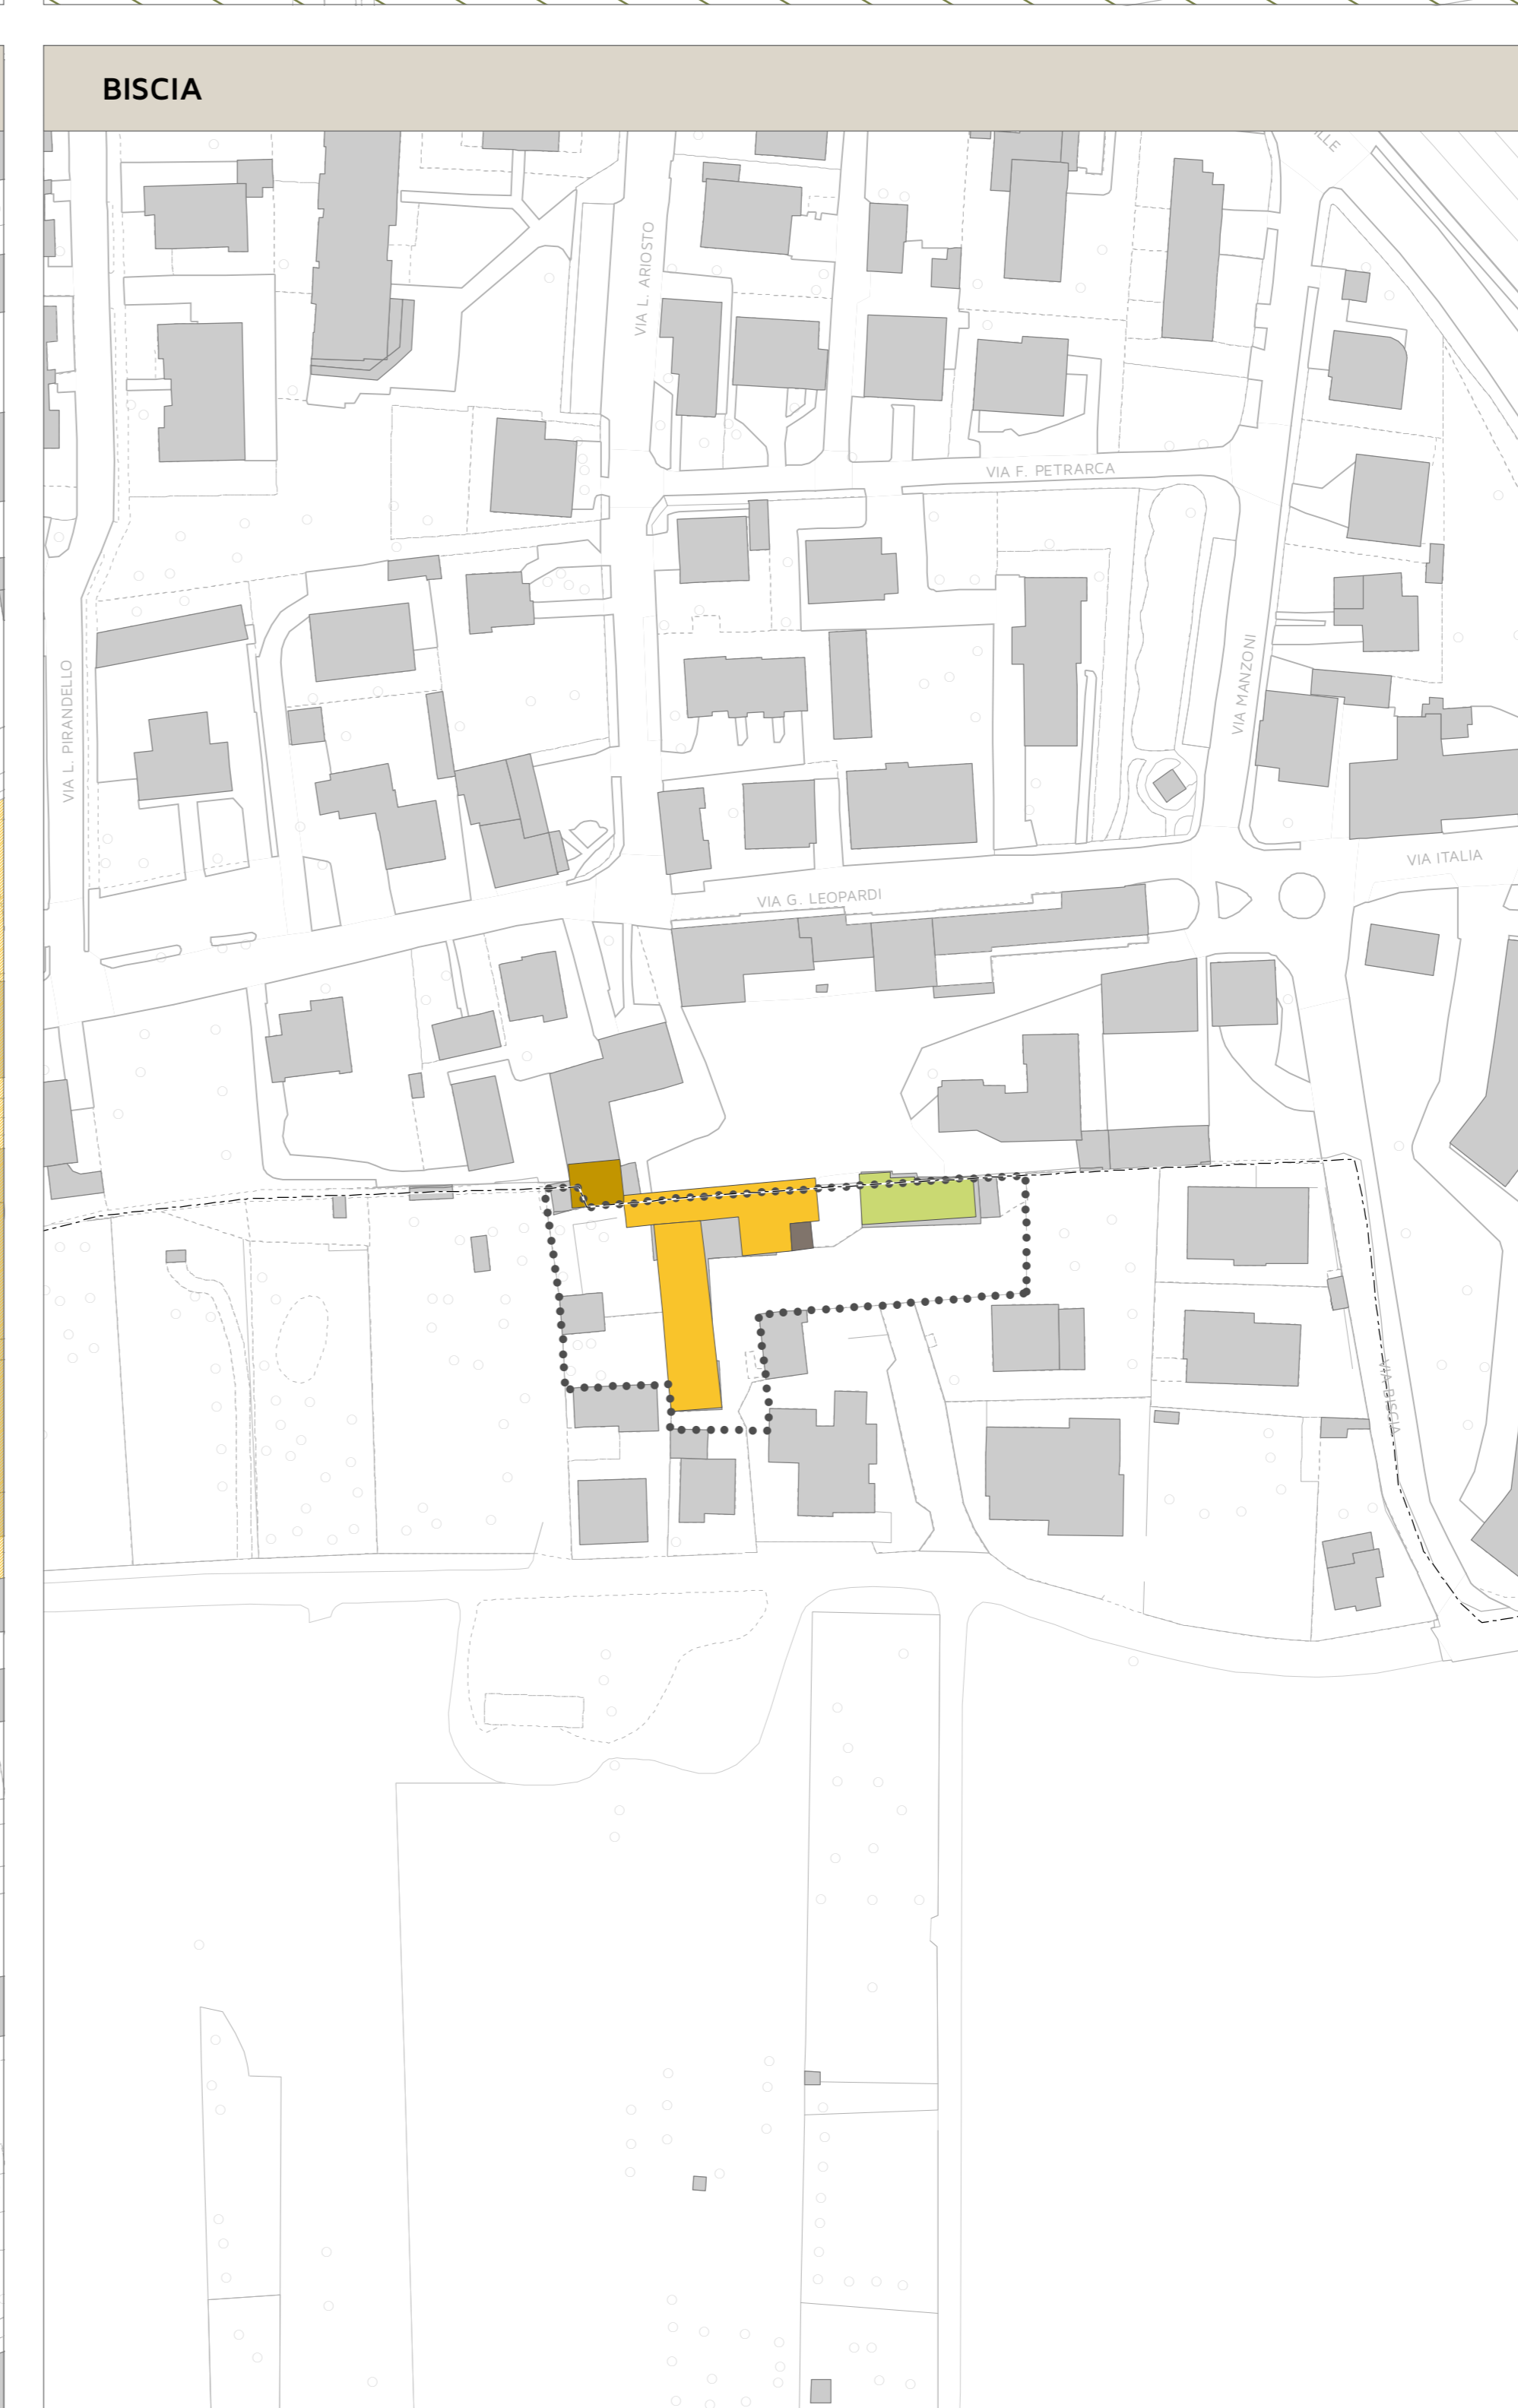 BISCIA
VIA L. ARIOSTO
VIA F. PETRARCA
VIA L. PIRANDELLO
VIA MANZONI
VIA ITALIA
VIA G. LEOPARDI
VIA BISCIA